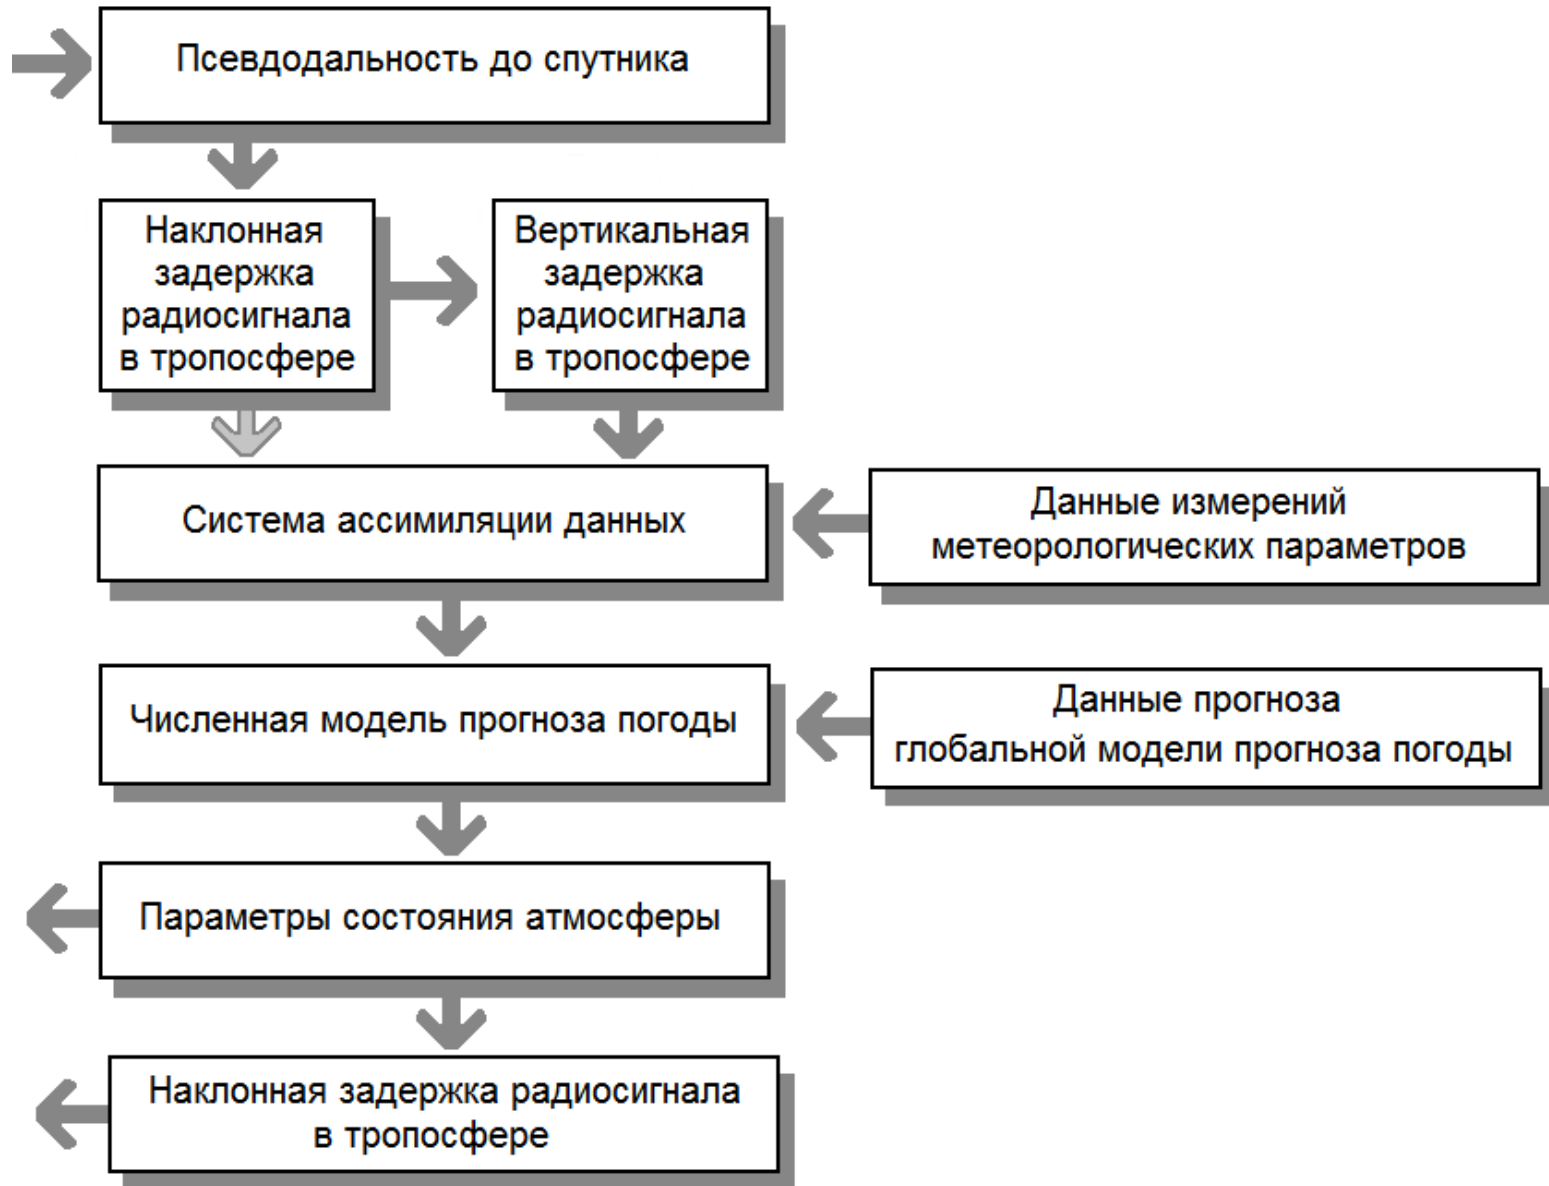 Псевдодальность до спутника
Наклонная
задержка
радиосигнала
в тропосфере
Вертикальная
задержка
радиосигнала
в тропосфере
Система ассимиляции данных
Данные измерений
метеорологических параметров
Численная модель прогноза погоды
Данные прогноза
глобальной модели прогноза погоды
Параметры состояния атмосферы
Наклонная задержка радиосигнала
в тропосфере